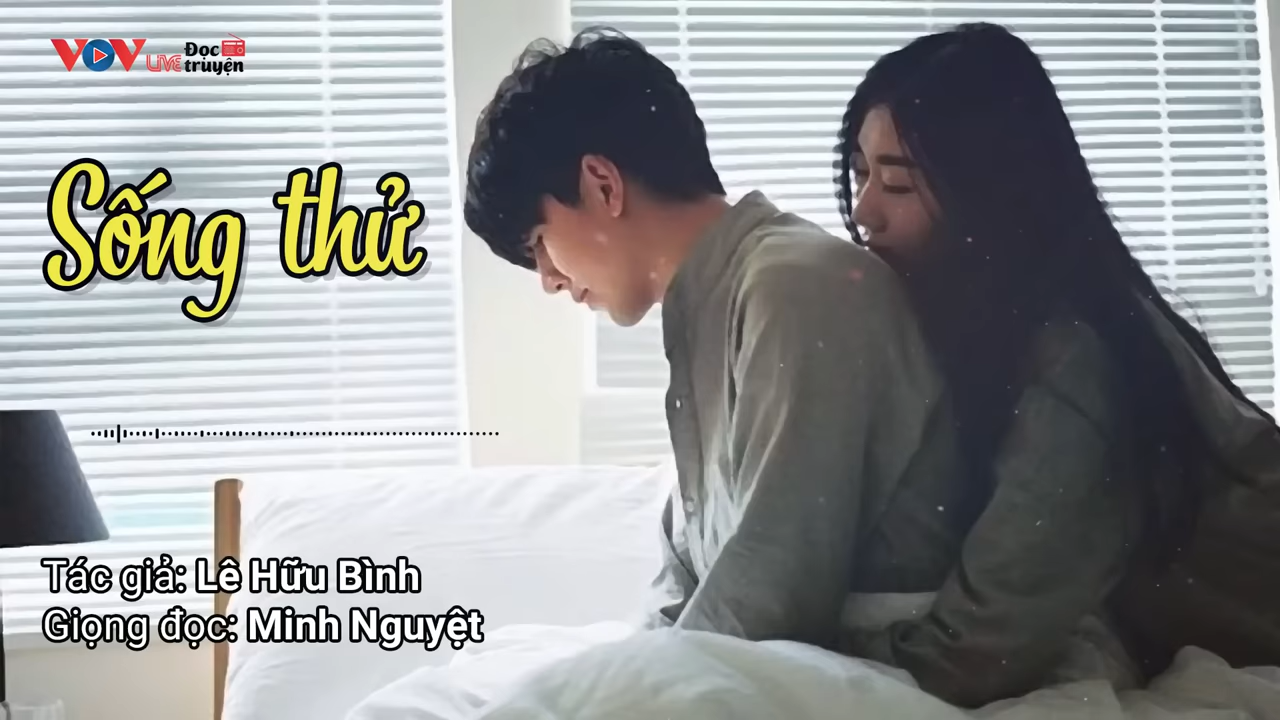 VOV LIVE Đọc
truyện
Sống thử
Tác giả: Lê Hữu Bình
Giọng đọc: Minh Nguyệt